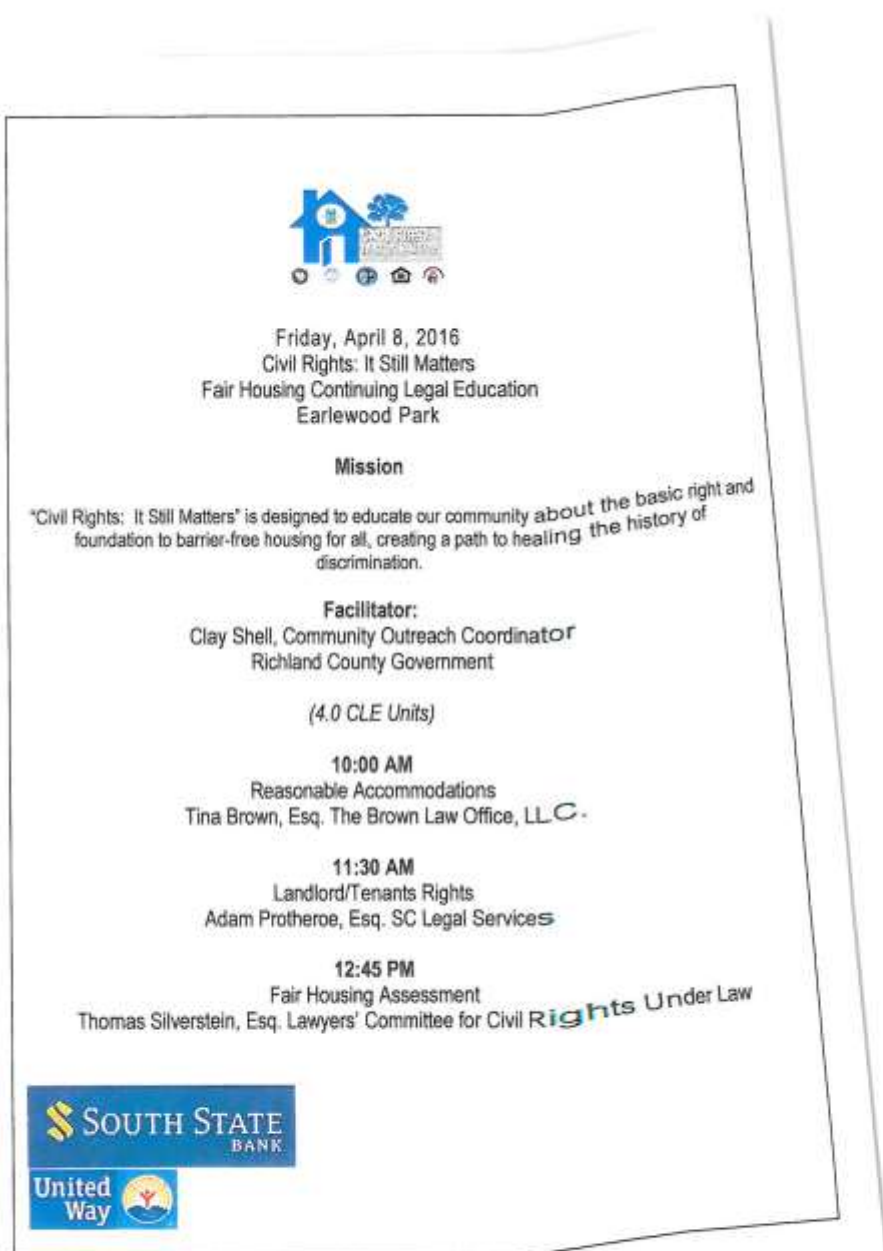 Friday, April 8, 2016
Civil Rights: It Still Matters
Fair Housing Continuing Legal Education
Earlewood Park
Mission
"Civil Rights: It Still Matters" is designed to educate our community about the basic right and
foundation to barrier-free housing for all, creating a path to healing the history of
discrimination.
Facilitator:
Clay Shell, Community Outreach Coordinator
Richland County Government
(4.0 CLE Units)
10:00 AM
Reasonable Accommodations
Tina Brown, Esq. The Brown Law Office, LLC.
11:30 AM
Landlord/Tenants Rights
Adam Protheroe, Esq. SC Legal Services
12:45 PM
Fair Housing Assessment
Thomas Silverstein, Esq. Lawyers' Committee for Civil Rights Under Law
SOUTH STATE
BANK
United
Way